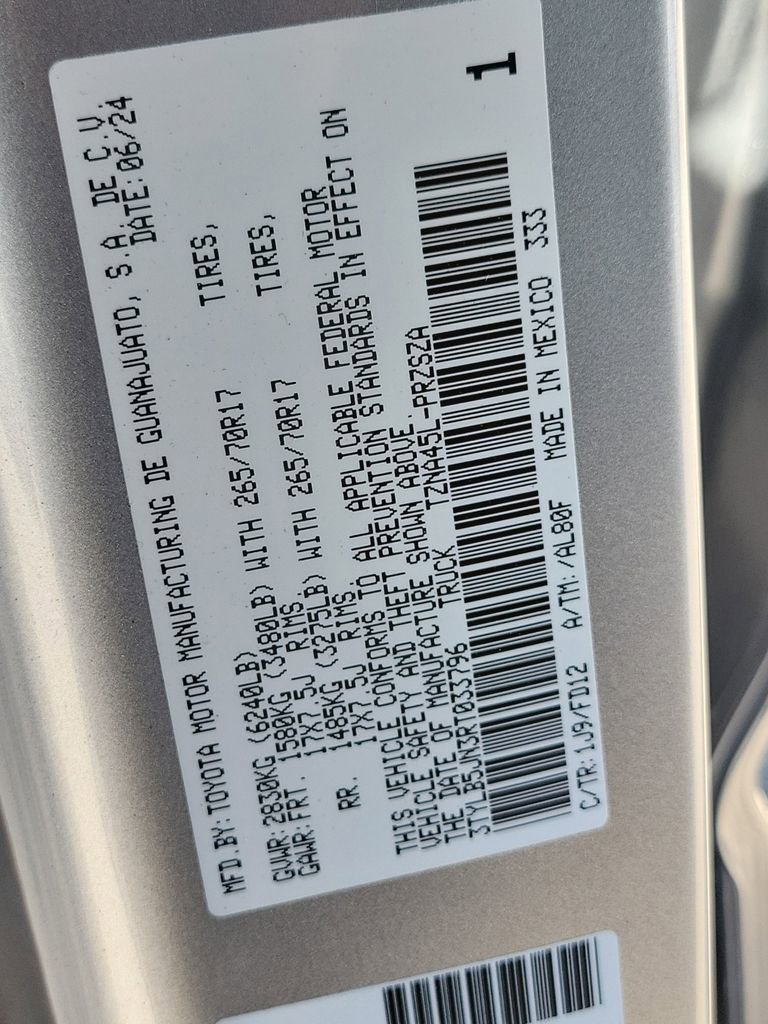 MFD.BY: TOYOTA MOTOR MANUFACTURING DE GUANAJUATO, S.A. DE C.V.
DATE: 06/24
GVWR: 2830KG (6240LB)
GAWR: FRT. 1580KG (3480LB) WITH 265/70R17 TIRES,
17X7.5J RIMS
RR. 1485KG (3275LB) WITH 265/70R17 TIRES,
17X7.5J RIMS
THIS VEHICLE CONFORMS TO ALL APPLICABLE FEDERAL MOTOR
VEHICLE SAFETY AND THEFT PREVENTION STANDARDS IN EFFECT ON
THE DATE OF MANUFACTURE SHOWN ABOVE.
3TYLB5JN3RT033796 TRUCK TZNA45L-PRZSZA
1
C/TR: 1J9/FD12 A/TM: /AL80F MADE IN MEXICO 333